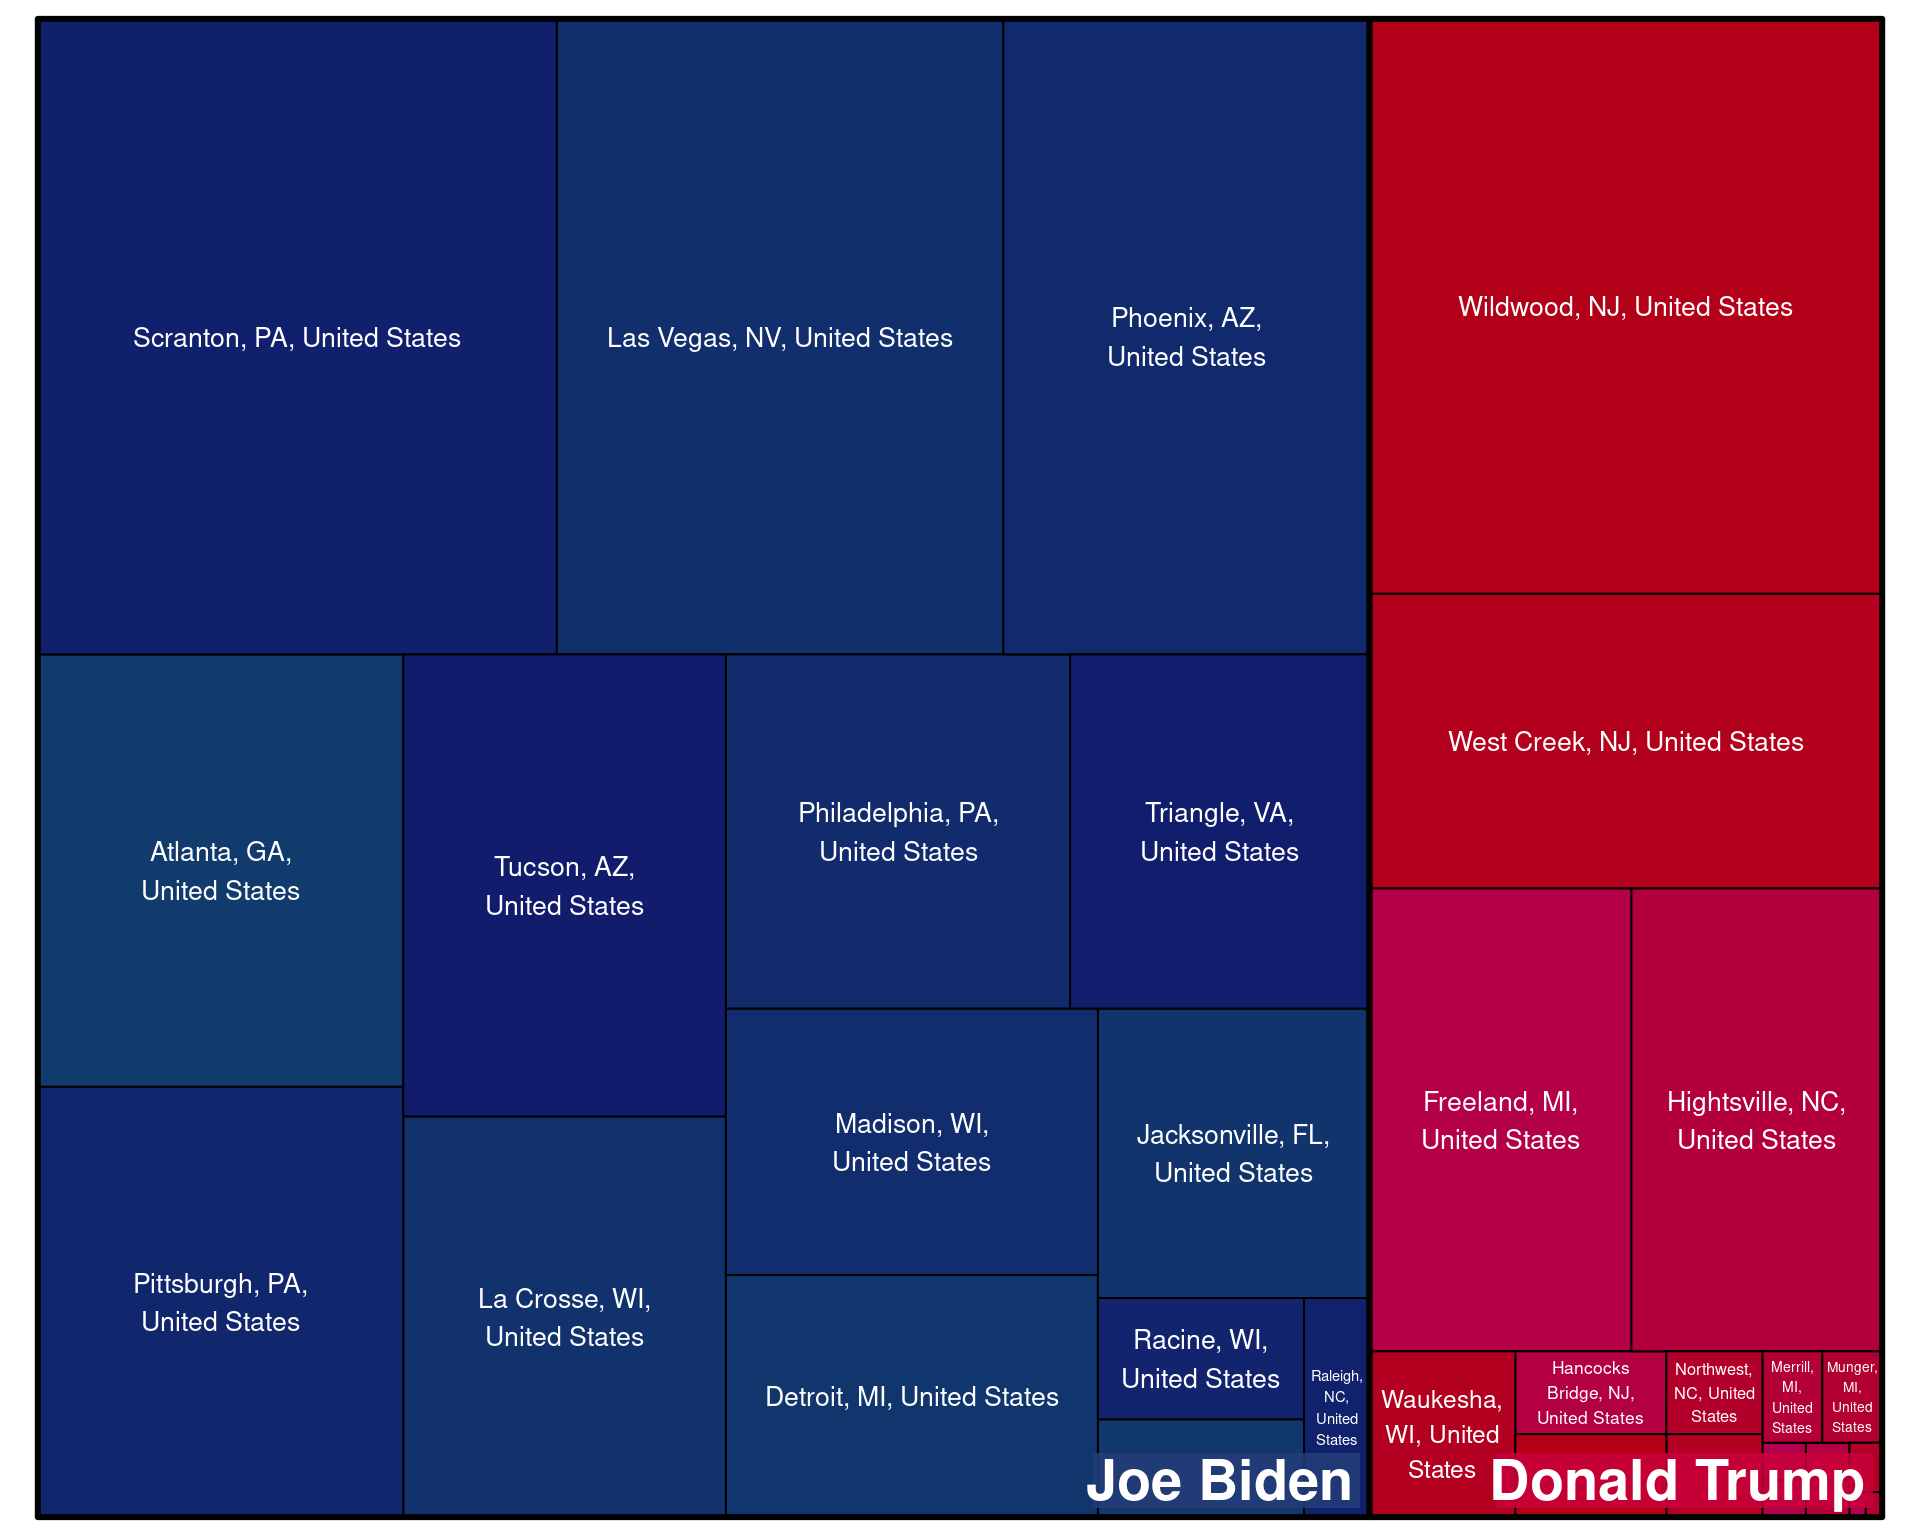 Scranton, PA, United States
Las Vegas, NV, United States
Phoenix, AZ,
United States
Atlanta, GA,
United States
Tucson, AZ,
United States
Philadelphia, PA,
United States
Triangle, VA,
United States
Pittsburgh, PA,
United States
La Crosse, WI,
United States
Madison, WI,
United States
Jacksonville, FL,
United States
Detroit, MI, United States
Racine, WI,
United States
Raleigh,
NC,
United
States
Joe Biden
Wildwood, NJ, United States
West Creek, NJ, United States
Freeland, MI,
United States
Hightsville, NC,
United States
Waukesha,
WI, United
States
Hancocks
Bridge, NJ,
United States
Northwest,
NC, United
States
Merrill,
MI,
United
States
Munger,
MI,
United
States
Donald Trump